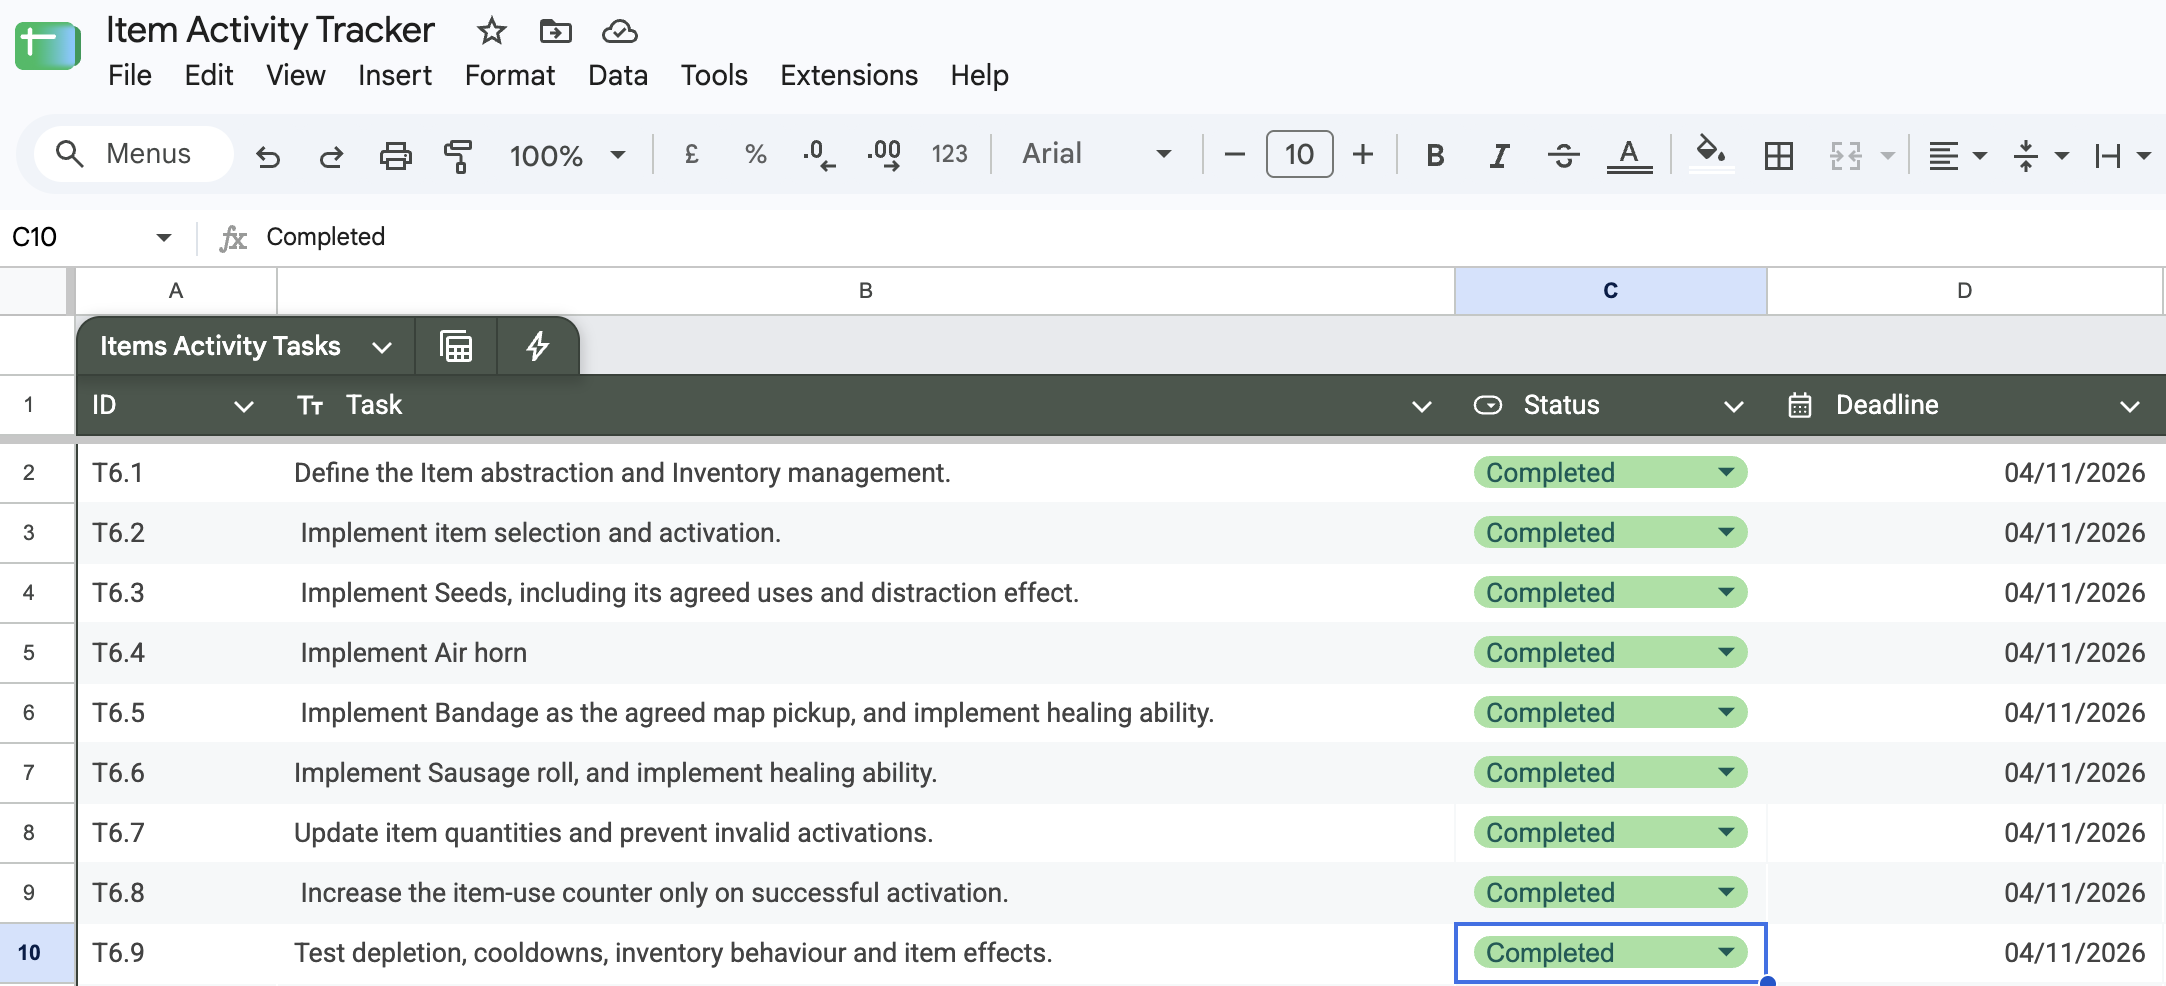 Item Activity Tracker
File Edit View Insert Format Data Tools Extensions Help
Menus 100% £ % .0 .00 123 Arial 10 B I A
C10 fx Completed
A B C D
Items Activity Tasks
1 ID Tт Task Status Deadline
2 T6.1 Define the Item abstraction and Inventory management. Completed 04/11/2026
3 T6.2 Implement item selection and activation. Completed 04/11/2026
4 T6.3 Implement Seeds, including its agreed uses and distraction effect. Completed 04/11/2026
5 T6.4 Implement Air horn Completed 04/11/2026
6 T6.5 Implement Bandage as the agreed map pickup, and implement healing ability. Completed 04/11/2026
7 T6.6 Implement Sausage roll, and implement healing ability. Completed 04/11/2026
8 T6.7 Update item quantities and prevent invalid activations. Completed 04/11/2026
9 T6.8 Increase the item-use counter only on successful activation. Completed 04/11/2026
10 T6.9 Test depletion, cooldowns, inventory behaviour and item effects. Completed 04/11/2026